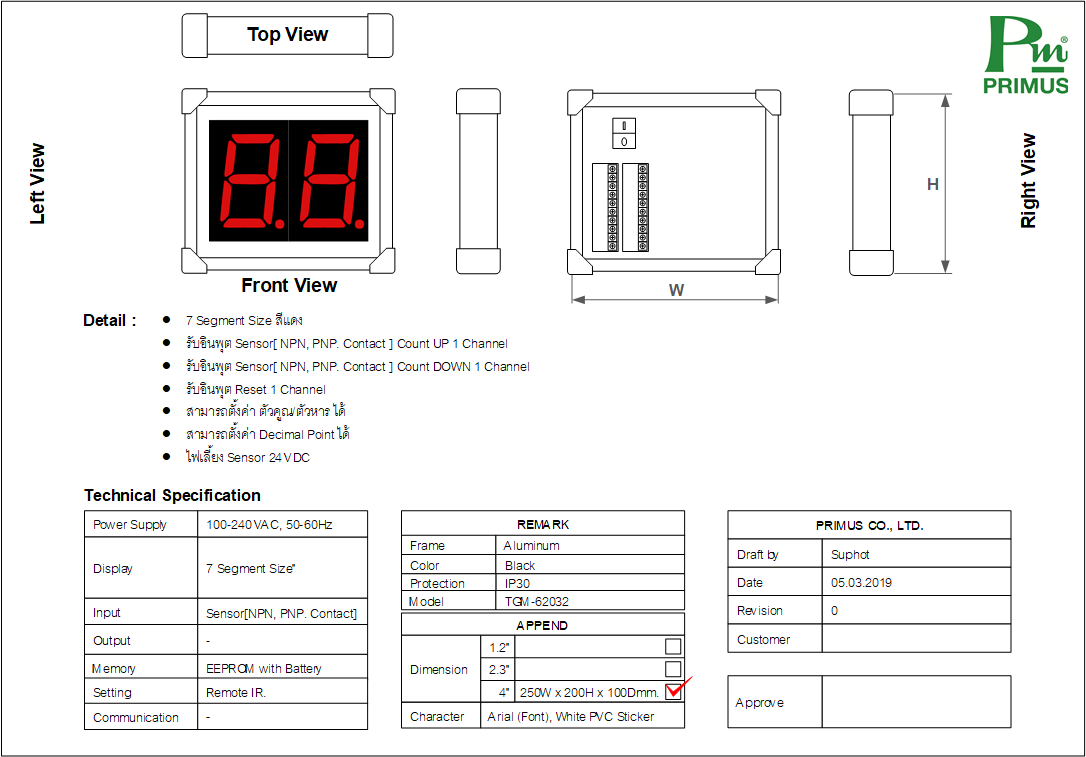 Top View
Pm®
PRIMUS
Left View
8.8.
I
O
H
Right View
W
Front View
Detail :
● 7 Segment Size สีแดง
● รับอินพุต Sensor[ NPN, PNP. Contact ] Count UP 1 Channel
● รับอินพุต Sensor[ NPN, PNP. Contact ] Count DOWN 1 Channel
● รับอินพุต Reset 1 Channel
● สามารถตั้งค่า ตัวคูณ/ตัวหาร ได้
● สามารถตั้งค่า Decimal Point ได้
● ไฟเลี้ยง Sensor 24VDC
Technical Specification
Power Supply 100-240VAC, 50-60Hz
Display 7 Segment Size"
Input Sensor[NPN, PNP. Contact]
Output -
Memory EEPROM with Battery
Setting Remote IR.
Communication -
REMARK
Frame Aluminum
Color Black
Protection IP30
Model TGM-62032
APPEND
Dimension
1.2"
2.3"
4" 250W x 200H x 100Dmm.
Character Arial (Font), White PVC Sticker
PRIMUS CO., LTD.
Draft by Suphot
Date 05.03.2019
Revision 0
Customer
Approve